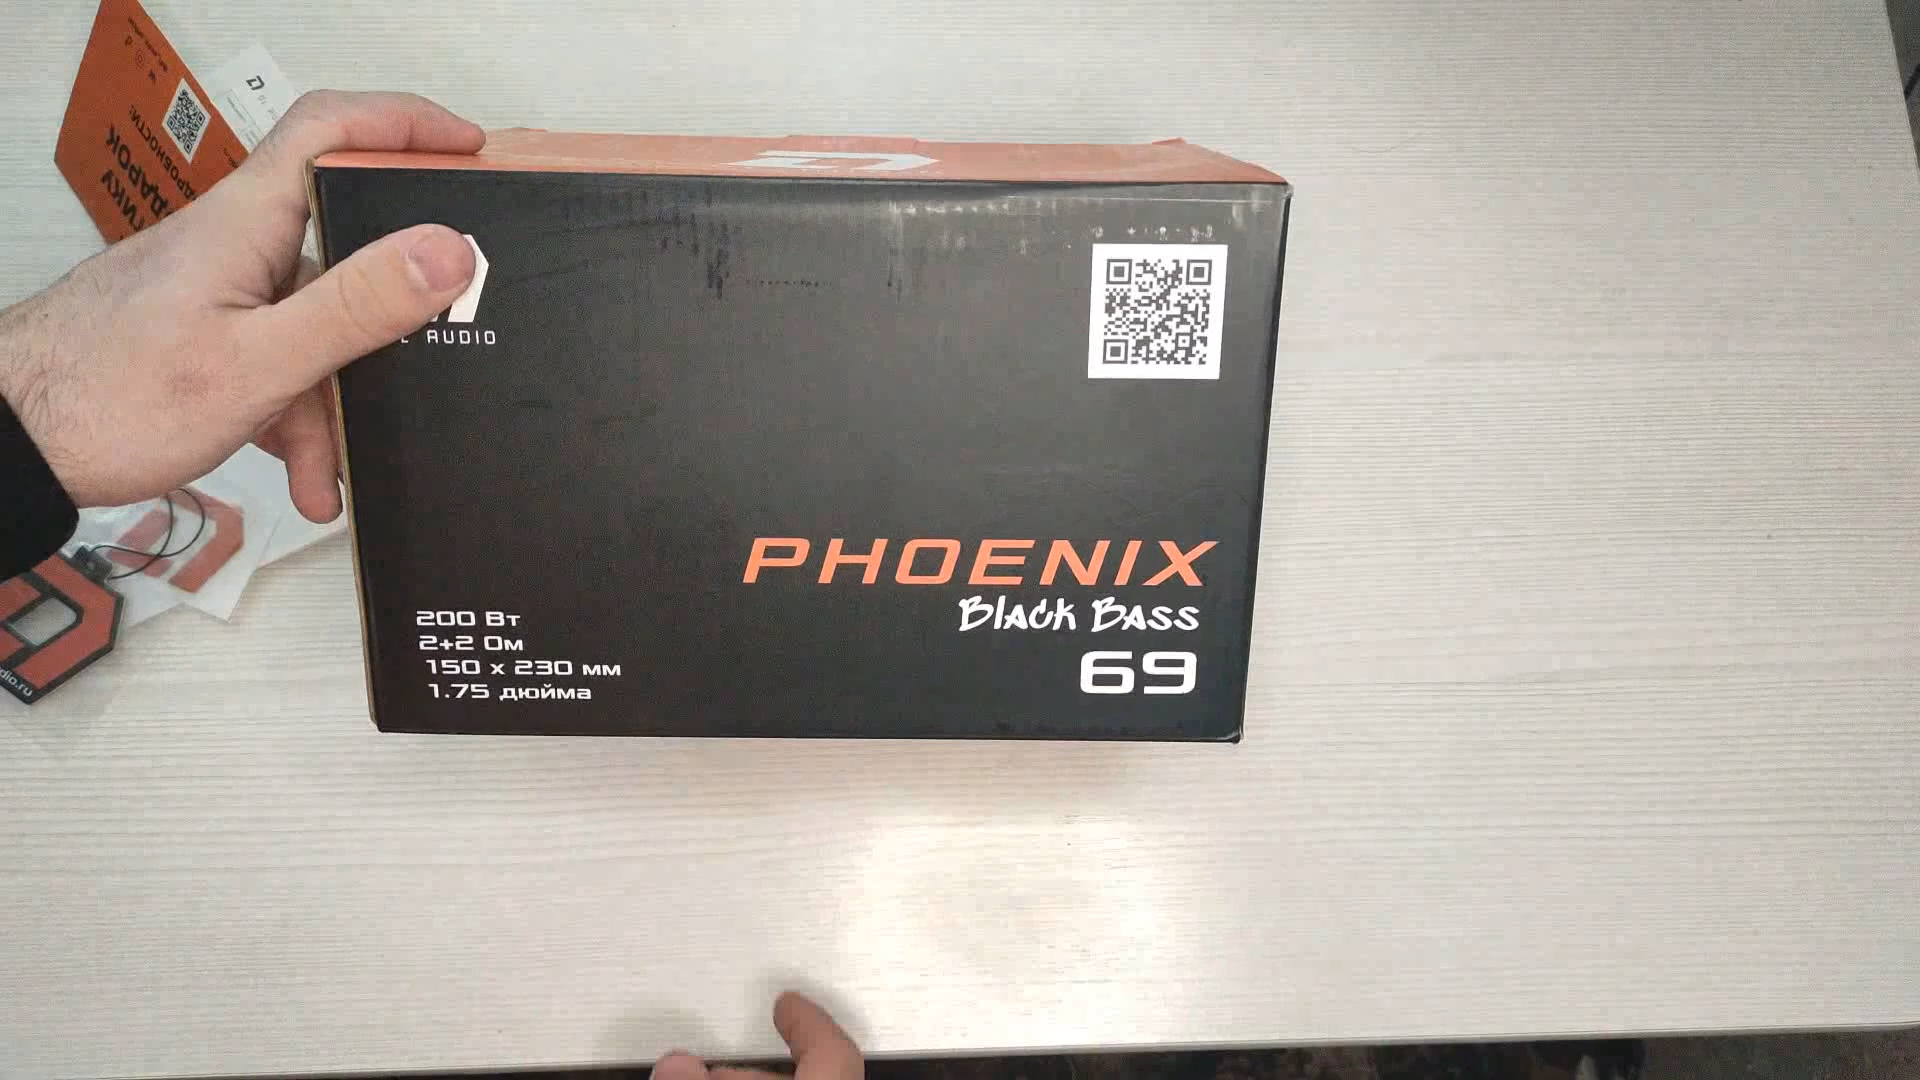 AUDIO
PHOENIX
Black Bass
69
200 Вт
2+2 Ом
150 x 230 мм
1.75 дюйма